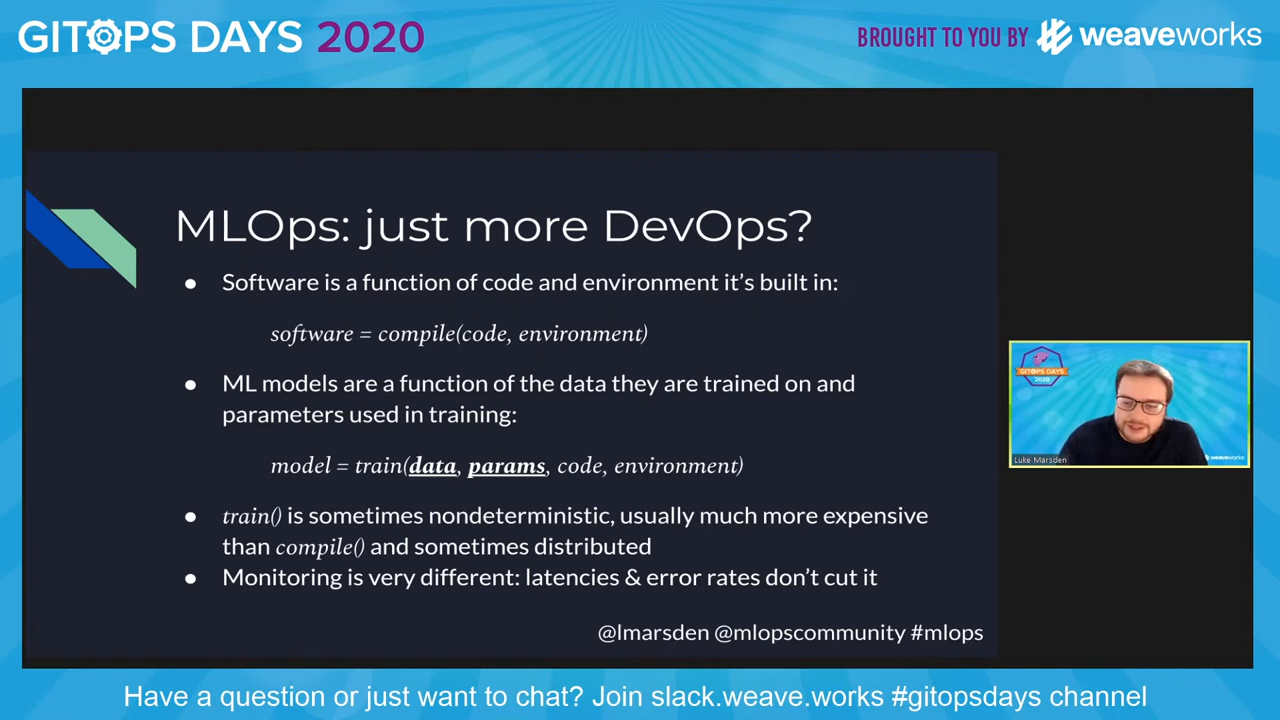 GITOPS DAYS 2020
BROUGHT TO YOU BY weaveworks
MLOps: just more DevOps?
● Software is a function of code and environment it’s built in:
software = compile(code, environment)
● ML models are a function of the data they are trained on and
parameters used in training:
model = train(data, params, code, environment)
● train() is sometimes nondeterministic, usually much more expensive
than compile() and sometimes distributed
● Monitoring is very different: latencies & error rates don’t cut it
@lmarsden @mlopscommunity #mlops
GITOPS DAYS
2020
Luke Marsden
weaveworks
Have a question or just want to chat? Join slack.weave.works #gitopsdays channel